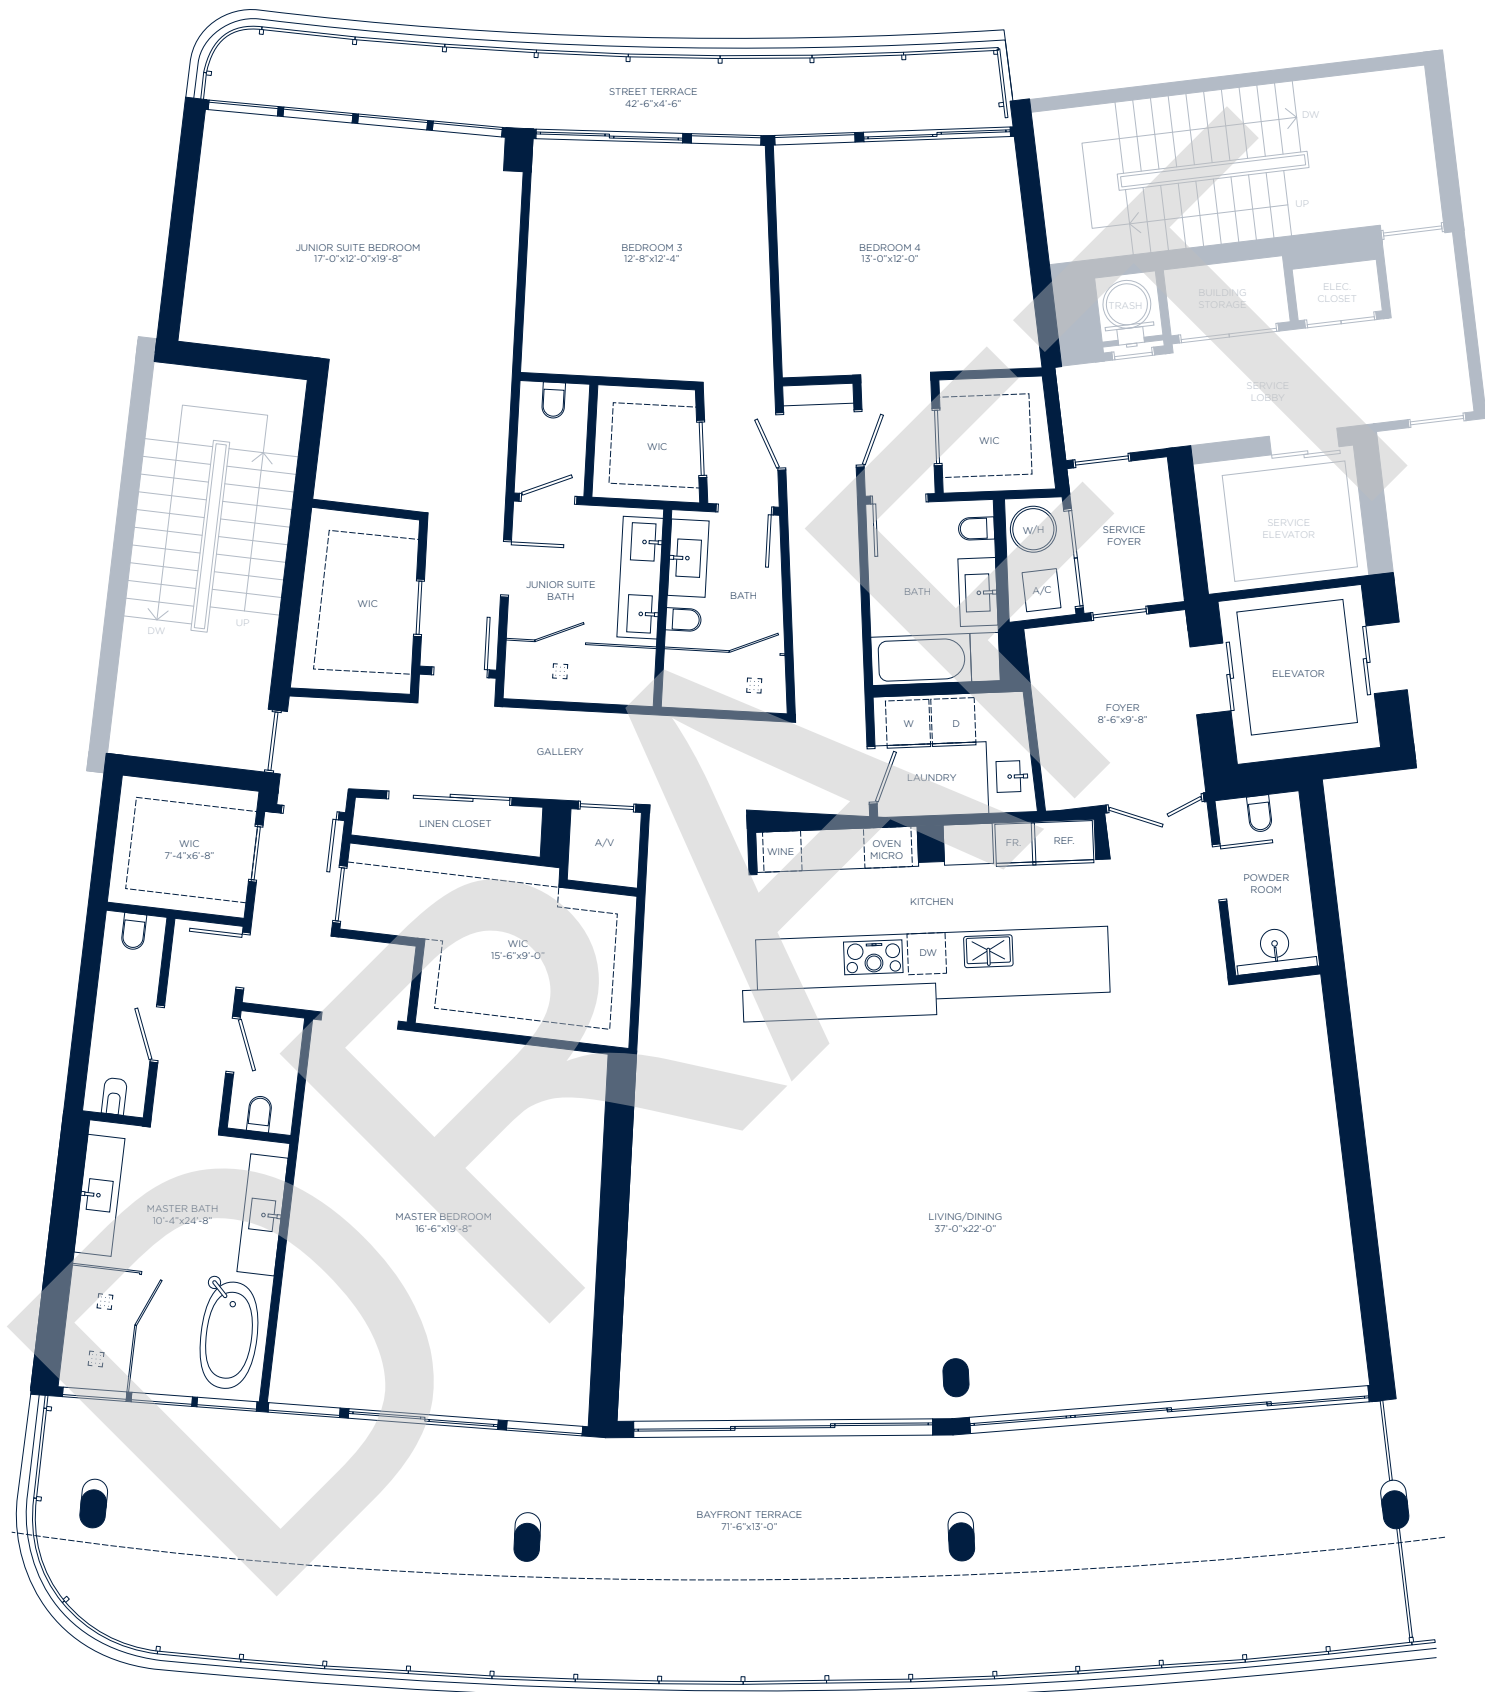 STREET TERRACE
42'-6"x4'-6"
DW
UP
JUNIOR SUITE BEDROOM
17'-0"x12'-0"x19'-8"
BEDROOM 3
12'-8"x12'-4"
BEDROOM 4
13'-0"x12'-0"
TRASH
BUILDING
STORAGE
ELEC.
CLOSET
SERVICE
LOBBY
WIC
WIC
SERVICE
ELEVATOR
W/H
SERVICE
FOYER
A/C
JUNIOR SUITE
BATH
BATH
BATH
WIC
DW
UP
ELEVATOR
FOYER
8'-6"x9'-8"
W
D
GALLERY
LAUNDRY
LINEN CLOSET
A/V
WIC
7'-4"x6'-8"
WINE
OVEN
MICRO
FR.
REF.
POWDER
ROOM
KITCHEN
WIC
15'-6"x9'-0"
DW
MASTER BATH
10'-4"x24'-8"
MASTER BEDROOM
16'-6"x19'-8"
LIVING/DINING
37'-0"x22'-0"
BAYFRONT TERRACE
71'-6"x13'-0"
DRAFT